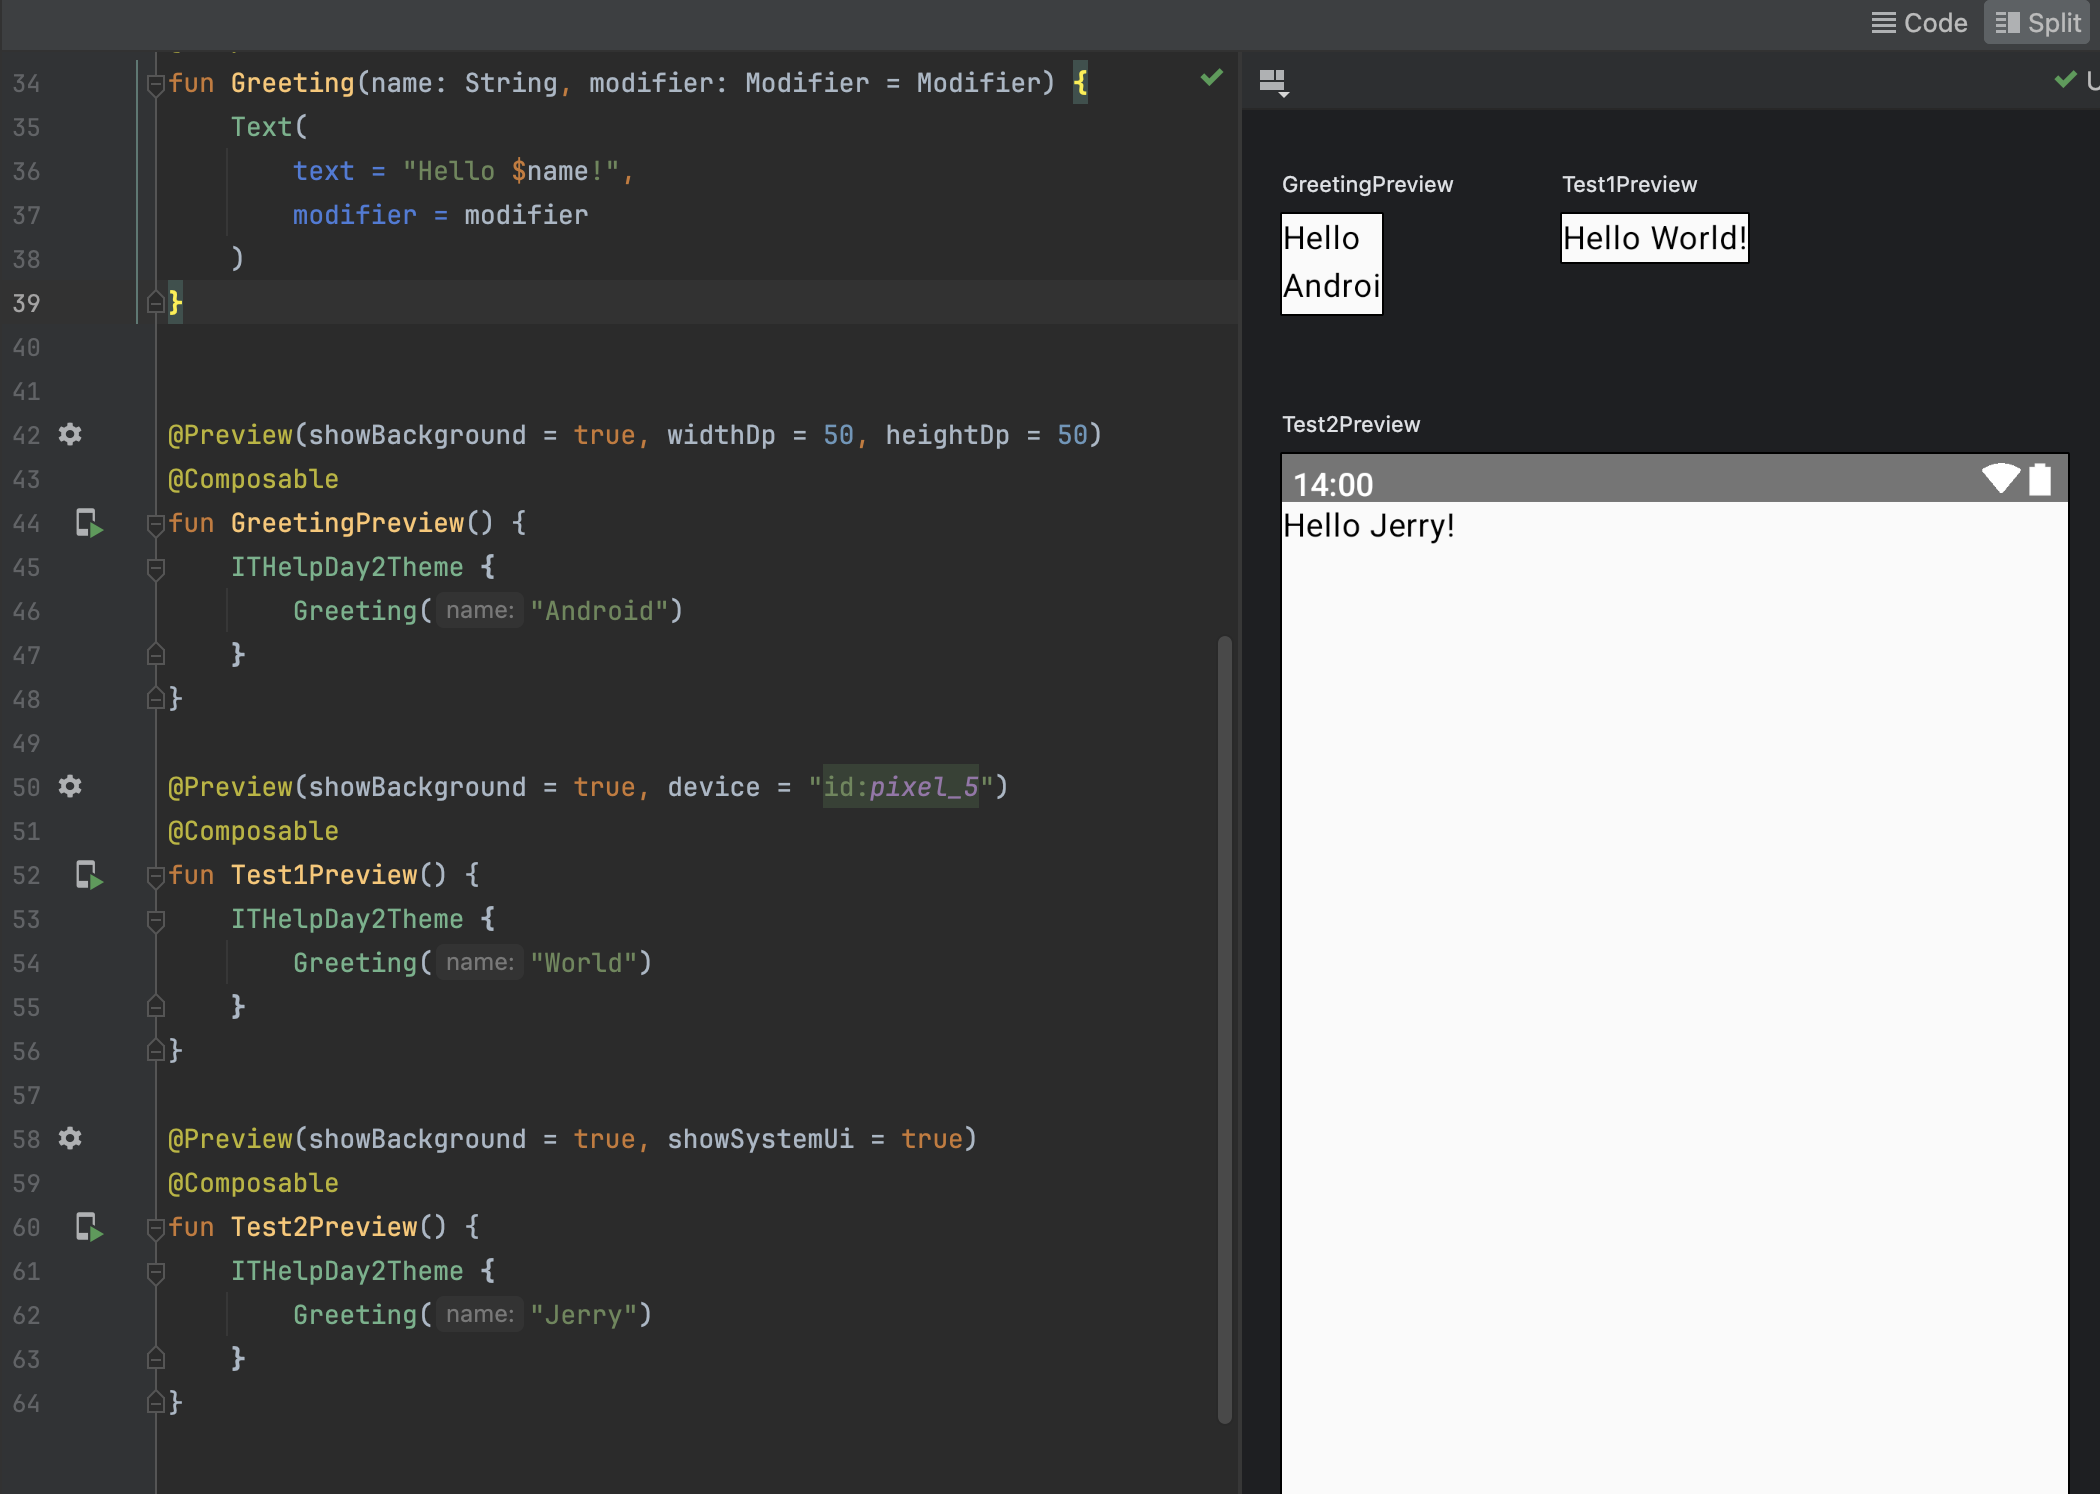 Code
Split
34 fun Greeting(name: String, modifier: Modifier = Modifier) {
35 Text(
36 text = "Hello $name!",
37 modifier = modifier
38 )
39 }
40
41
42 @Preview(showBackground = true, widthDp = 50, heightDp = 50)
43 @Composable
44 fun GreetingPreview() {
45 ITHelpDay2Theme {
46 Greeting( name: "Android")
47 }
48 }
49
50 @Preview(showBackground = true, device = "id:pixel_5")
51 @Composable
52 fun Test1Preview() {
53 ITHelpDay2Theme {
54 Greeting( name: "World")
55 }
56 }
57
58 @Preview(showBackground = true, showSystemUi = true)
59 @Composable
60 fun Test2Preview() {
61 ITHelpDay2Theme {
62 Greeting( name: "Jerry")
63 }
64 }
GreetingPreview
Hello
Androi
Test1Preview
Hello World!
Test2Preview
14:00
Hello Jerry!